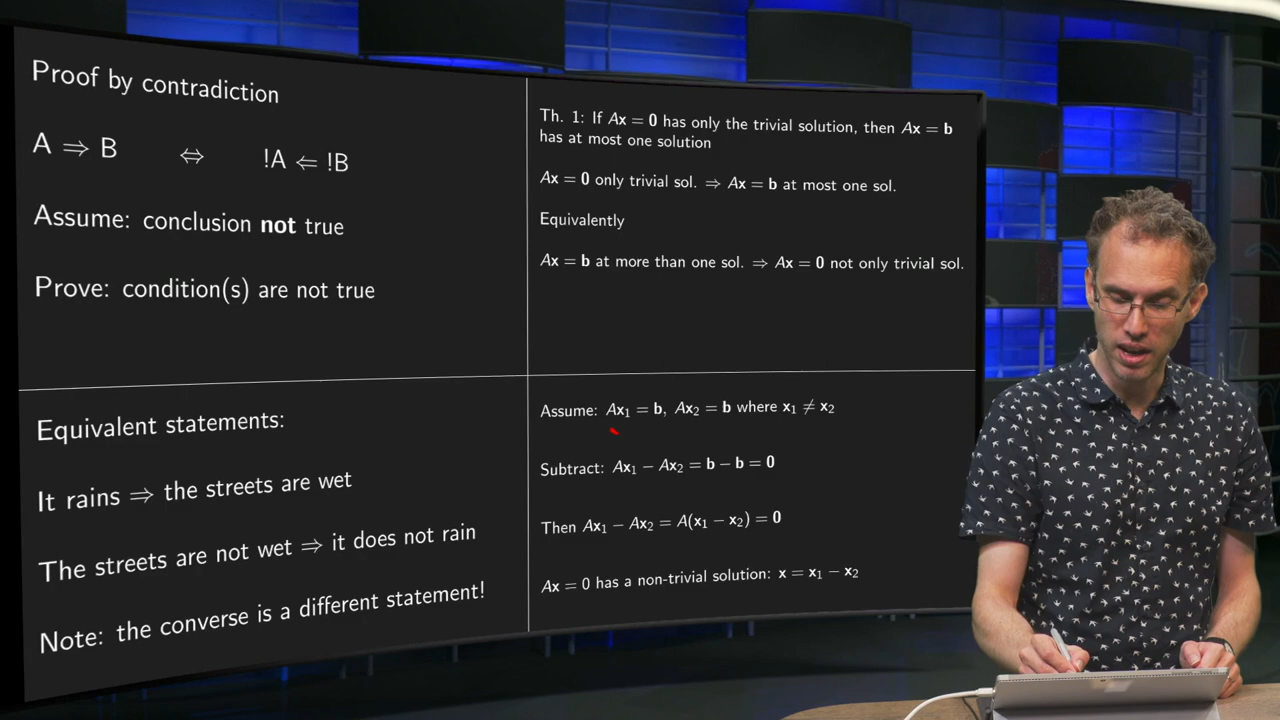 Proof by contradiction
A ⇒ B ⇔ !A ⇐ !B
Assume: conclusion not true
Prove: condition(s) are not true
Th. 1: If Ax = 0 has only the trivial solution, then Ax = b
has at most one solution
Ax = 0 only trivial sol. ⇒ Ax = b at most one sol.
Equivalently
Ax = b at more than one sol. ⇒ Ax = 0 not only trivial sol.
Equivalent statements:
It rains ⇒ the streets are wet
The streets are not wet ⇒ it does not rain
Note: the converse is a different statement!
Assume: Ax₁ = b, Ax₂ = b where x₁ ≠ x₂
Subtract: Ax₁ − Ax₂ = b − b = 0
Then Ax₁ − Ax₂ = A(x₁ − x₂) = 0
Ax = 0 has a non-trivial solution: x = x₁ − x₂